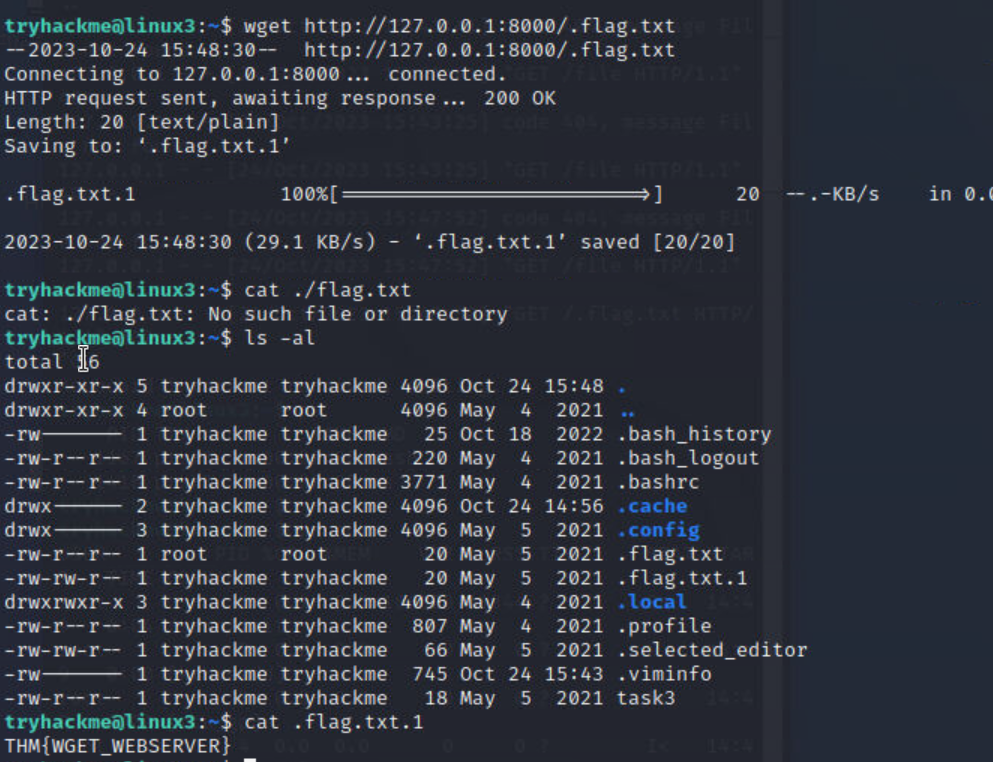 tryhackme@linux3:~$ wget http://127.0.0.1:8000/.flag.txt
--2023-10-24 15:48:30-- http://127.0.0.1:8000/.flag.txt
Connecting to 127.0.0.1:8000... connected.
HTTP request sent, awaiting response... 200 OK
Length: 20 [text/plain]
Saving to: ‘.flag.txt.1’
.flag.txt.1 100%[===================>] 20 --.-KB/s in 0.0
2023-10-24 15:48:30 (29.1 KB/s) - ‘.flag.txt.1’ saved [20/20]
tryhackme@linux3:~$ cat ./flag.txt
cat: ./flag.txt: No such file or directory
tryhackme@linux3:~$ ls -al
total 56
drwxr-xr-x 5 tryhackme tryhackme 4096 Oct 24 15:48 .
drwxr-xr-x 4 root root 4096 May 4 2021 ..
-rw------- 1 tryhackme tryhackme 25 Oct 18 2022 .bash_history
-rw-r--r-- 1 tryhackme tryhackme 220 May 4 2021 .bash_logout
-rw-r--r-- 1 tryhackme tryhackme 3771 May 4 2021 .bashrc
drwx------ 2 tryhackme tryhackme 4096 Oct 24 14:56 .cache
drwx------ 3 tryhackme tryhackme 4096 May 5 2021 .config
-rw-r--r-- 1 root root 20 May 5 2021 .flag.txt
-rw-rw-r-- 1 tryhackme tryhackme 20 May 5 2021 .flag.txt.1
drwxrwxr-x 3 tryhackme tryhackme 4096 May 4 2021 .local
-rw-r--r-- 1 tryhackme tryhackme 807 May 4 2021 .profile
-rw-rw-r-- 1 tryhackme tryhackme 66 May 5 2021 .selected_editor
-rw------- 1 tryhackme tryhackme 745 Oct 24 15:43 .viminfo
-rw-r--r-- 1 tryhackme tryhackme 18 May 5 2021 task3
tryhackme@linux3:~$ cat .flag.txt.1
THM{WGET_WEBSERVER}